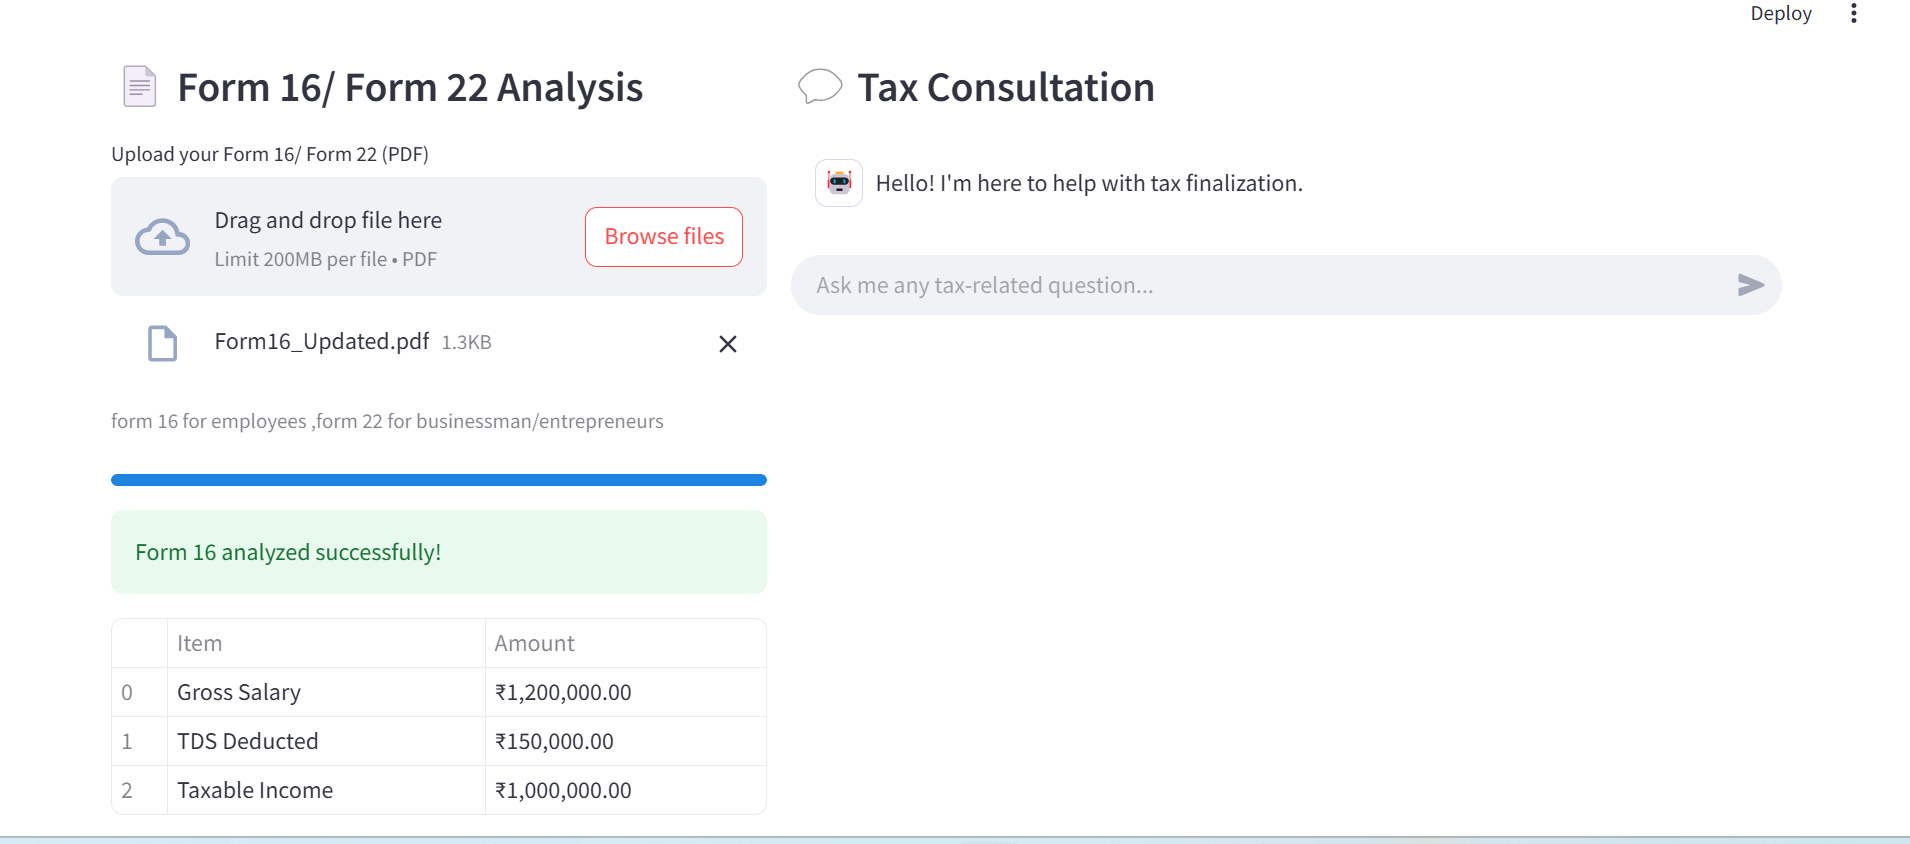 Deploy
Form 16/ Form 22 Analysis
Upload your Form 16/ Form 22 (PDF)
Drag and drop file here
Limit 200MB per file • PDF
Browse files
Form16_Updated.pdf 1.3KB
form 16 for employees ,form 22 for businessman/entrepreneurs
Form 16 analyzed successfully!
Item Amount
0 Gross Salary ₹1,200,000.00
1 TDS Deducted ₹150,000.00
2 Taxable Income ₹1,000,000.00
Tax Consultation
Hello! I'm here to help with tax finalization.
Ask me any tax-related question...